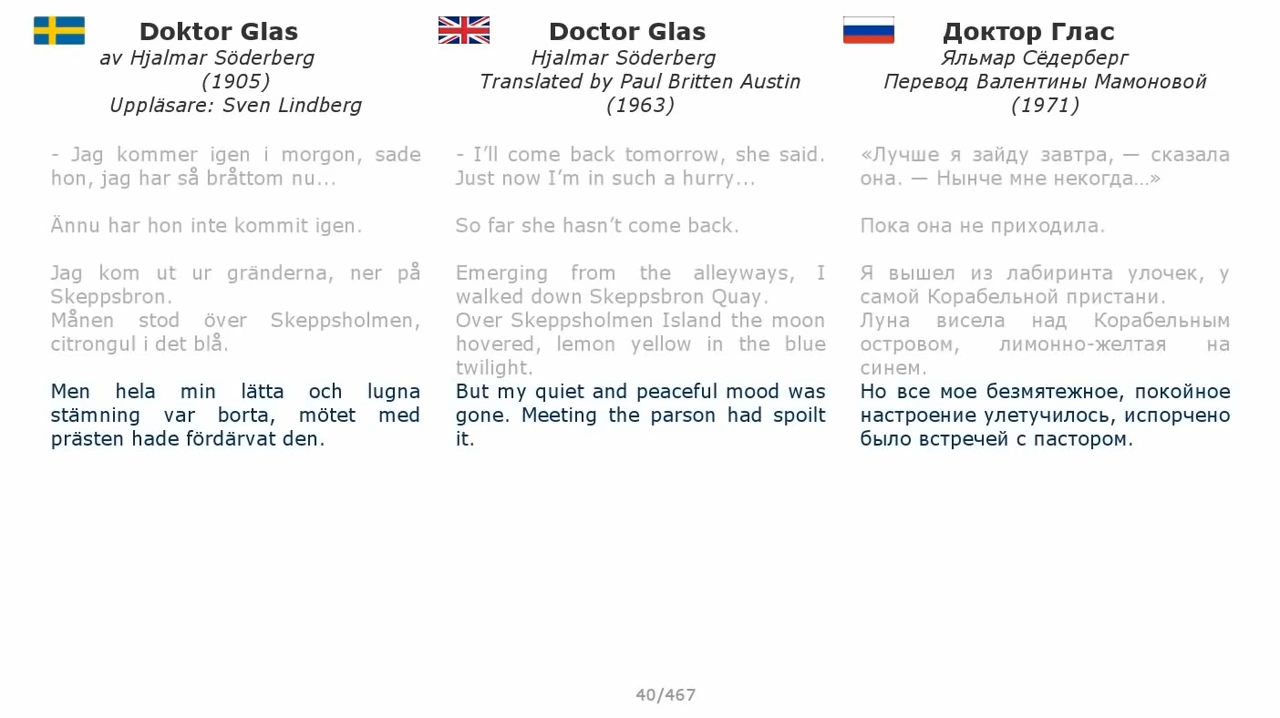 Doktor Glas
av Hjalmar Söderberg
(1905)
Uppläsare: Sven Lindberg
- Jag kommer igen i morgon, sade
hon, jag har så bråttom nu...
Ännu har hon inte kommit igen.
Jag kom ut ur gränderna, ner på
Skeppsbron.
Månen stod över Skeppsholmen,
citrongul i det blå.
Men hela min lätta och lugna
stämning var borta, mötet med
prästen hade fördärvat den.
Doctor Glas
Hjalmar Söderberg
Translated by Paul Britten Austin
(1963)
- I’ll come back tomorrow, she said.
Just now I’m in such a hurry...
So far she hasn’t come back.
Emerging from the alleyways, I
walked down Skeppsbron Quay.
Over Skeppsholmen Island the moon
hovered, lemon yellow in the blue
twilight.
But my quiet and peaceful mood was
gone. Meeting the parson had spoilt
it.
Доктор Глас
Яльмар Сёдерберг
Перевод Валентины Мамоновой
(1971)
«Лучше я зайду завтра, — сказала
она. — Нынче мне некогда...»
Пока она не приходила.
Я вышел из лабиринта улочек, у
самой Корабельной пристани.
Луна висела над Корабельным
островом, лимонно-желтая на
синем.
Но все мое безмятежное, покойное
настроение улетучилось, испорчено
было встречей с пастором.
40/467